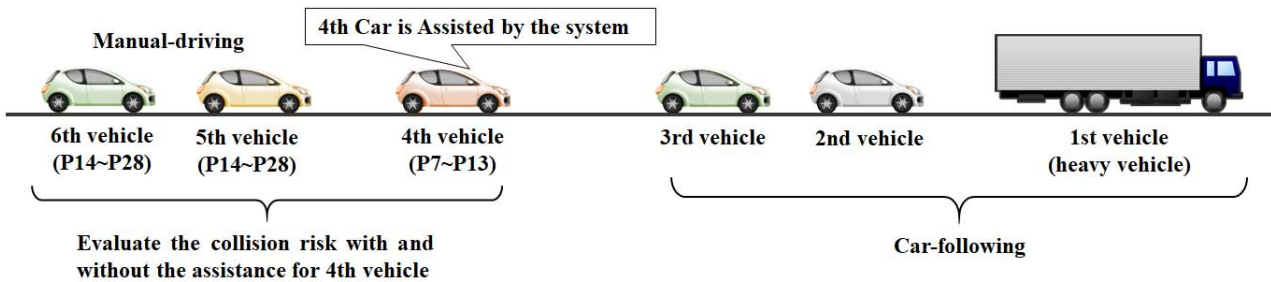 4th Car is Assisted by the system
Manual-driving
6th vehicle
(P14~P28)
5th vehicle
(P14~P28)
4th vehicle
(P7~P13)
3rd vehicle
2nd vehicle
1st vehicle
(heavy vehicle)
Evaluate the collision risk with and
without the assistance for 4th vehicle
Car-following